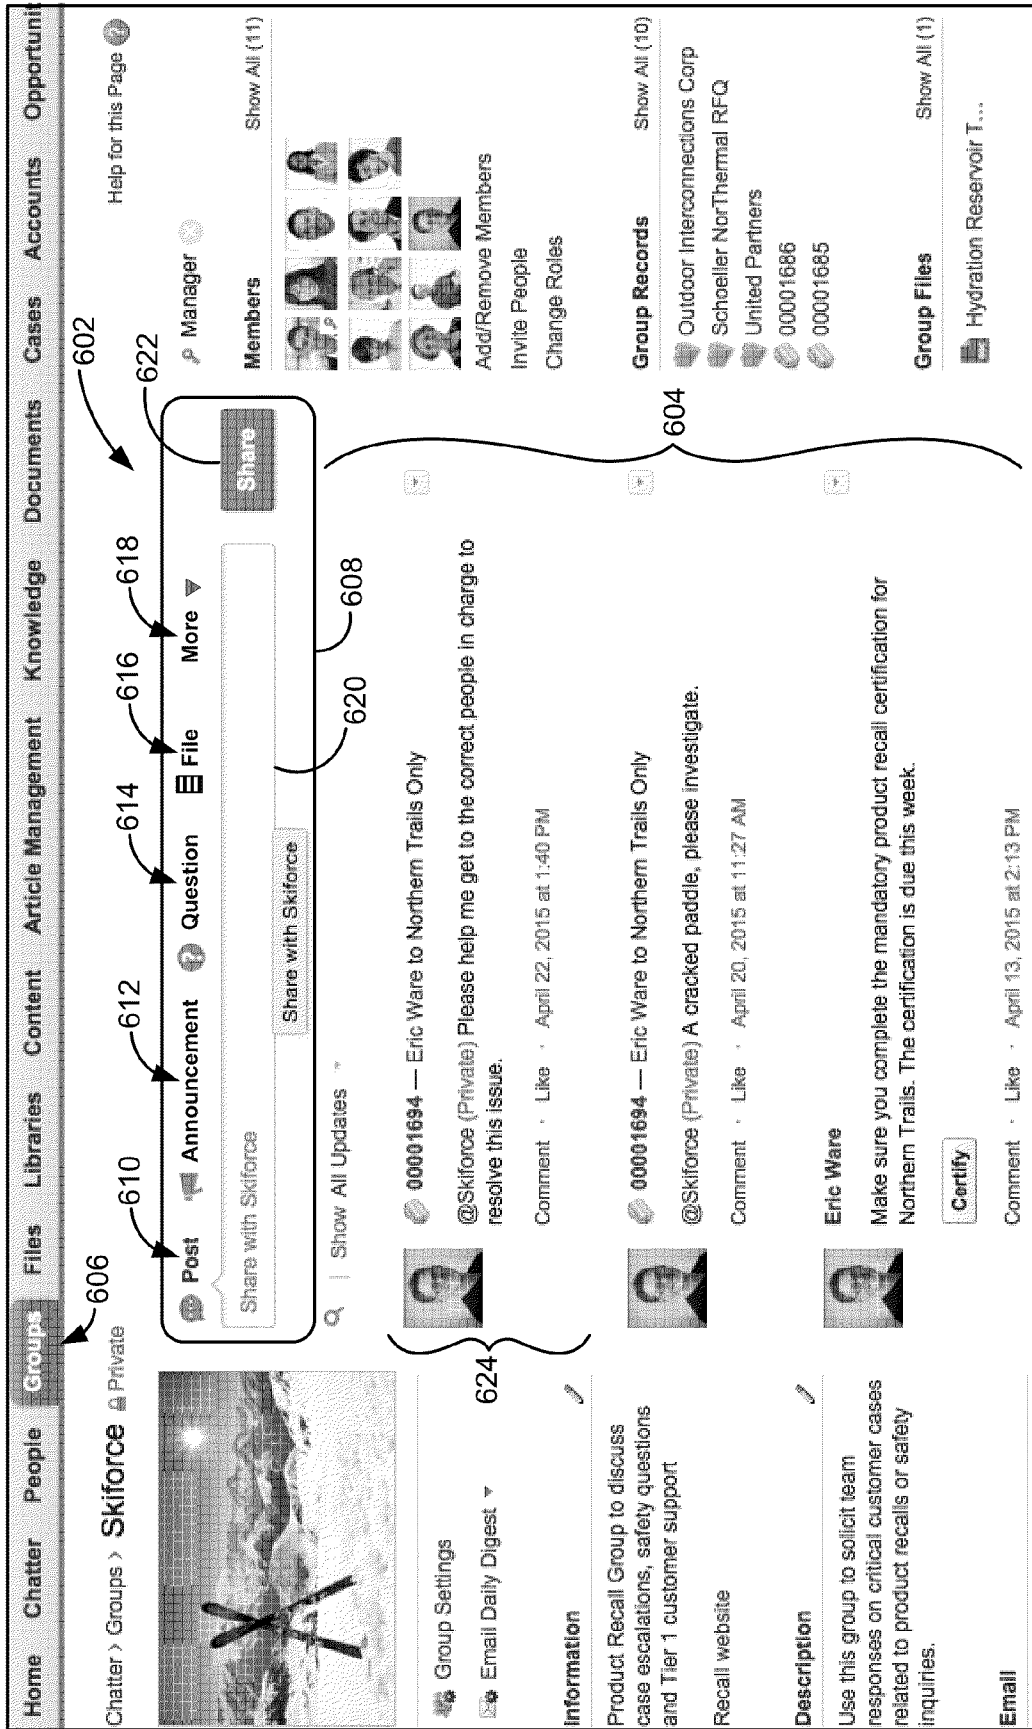 Home Chatter People Groups Files Libraries Content Article Management Knowledge Documents Cases Accounts Opportunit
606
602
Chatter > Groups > Skiforce Private
Help for this Page
Group Settings
Email Daily Digest
Information
Product Recall Group to discuss
case escalations, safety questions
and Tier 1 customer support
Recall website
Description
Use this group to solicit team
responses on critical customer cases
related to product recalls or safety
inquiries.
Email
610
612
614
616
618
622
Post Announcement Question File More
Share with Skiforce
Share
Share with Skiforce
620
608
Show All Updates
624
604
00001694 — Eric Ware to Northern Trails Only
@Skiforce (Private) Please help me get to the correct people in charge to
resolve this issue.
Comment · Like · April 22, 2015 at 1:40 PM
00001694 — Eric Ware to Northern Trails Only
@Skiforce (Private) A cracked paddle, please investigate.
Comment · Like · April 20, 2015 at 11:27 AM
Eric Ware
Make sure you complete the mandatory product recall certification for
Northern Trails. The certification is due this week.
Certify
Comment · Like · April 13, 2015 at 2:13 PM
Manager
Members Show All (11)
Add/Remove Members
Invite People
Change Roles
Group Records Show All (10)
Outdoor Interconnections Corp
Schoeller NorThermal RFQ
United Partners
00001686
00001685
Group Files Show All (1)
Hydration Reservoir T...